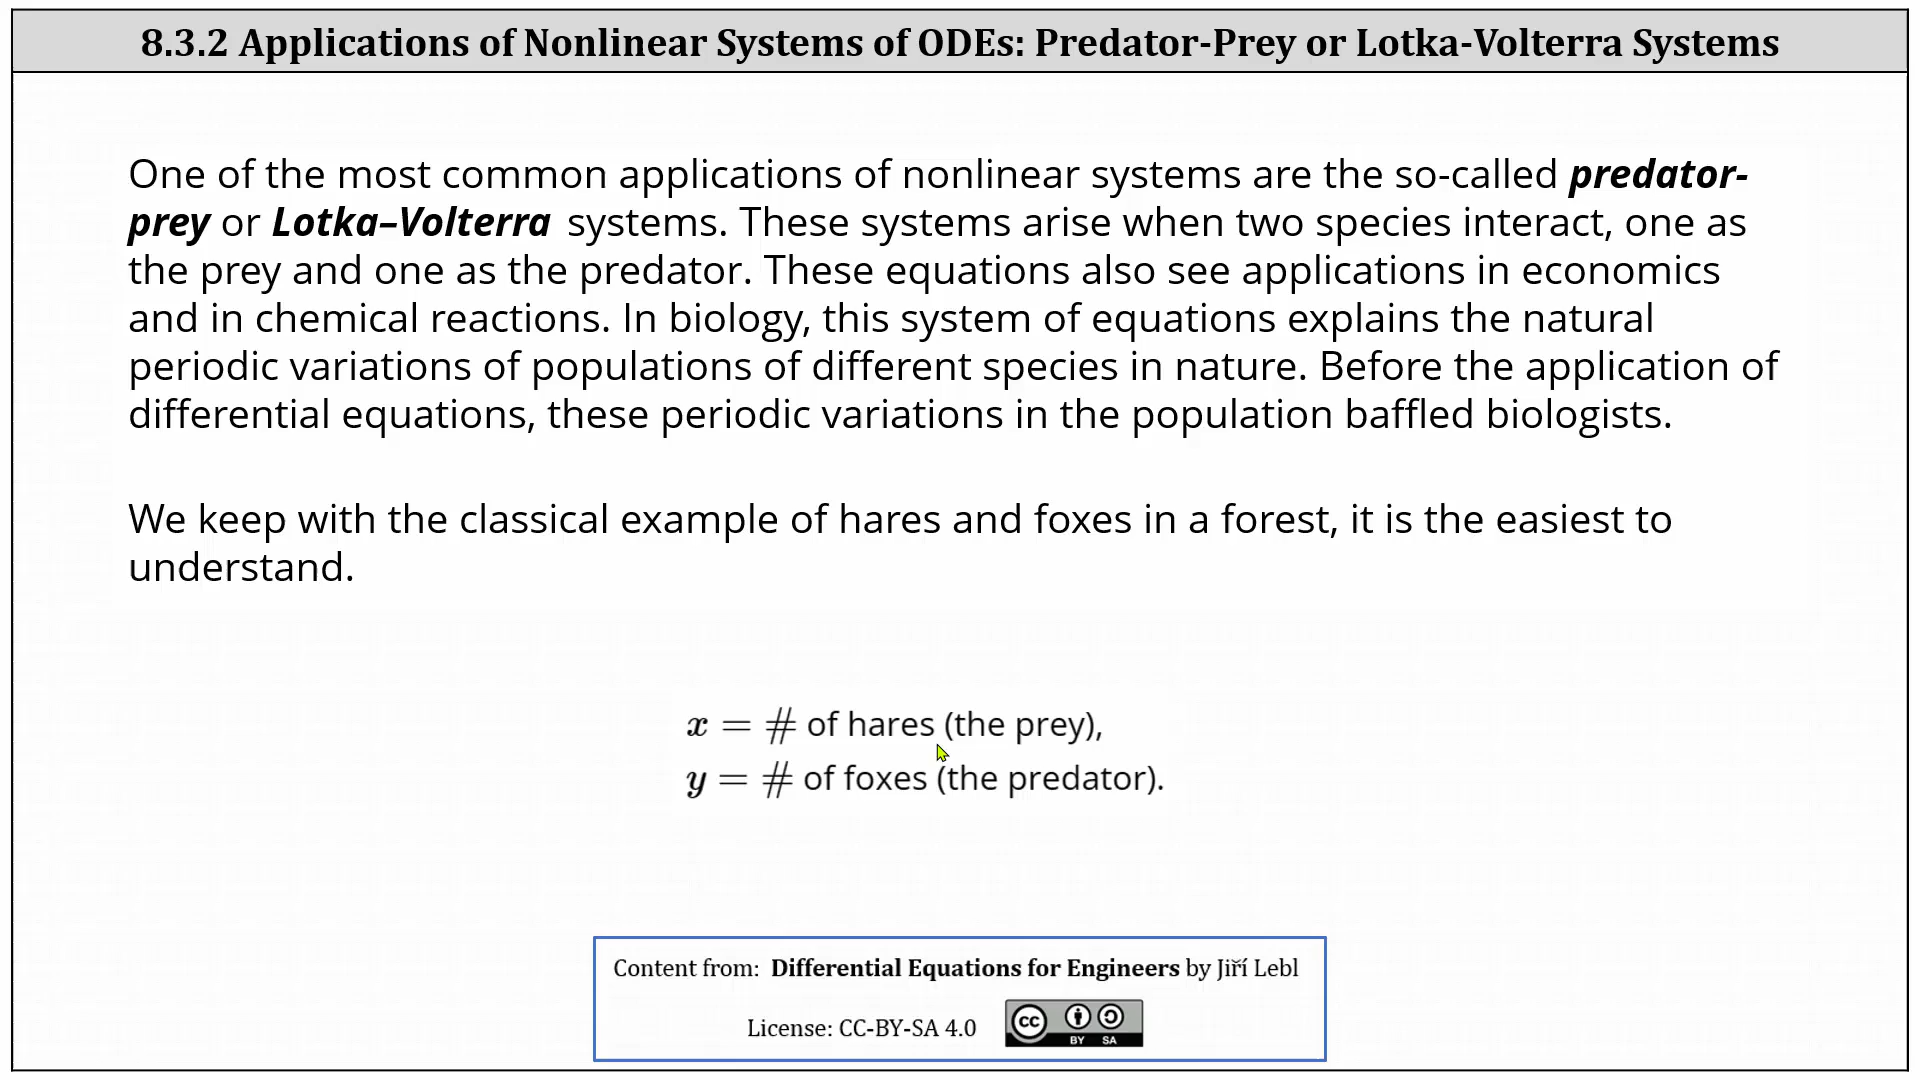 8.3.2 Applications of Nonlinear Systems of ODEs: Predator-Prey or Lotka-Volterra Systems
One of the most common applications of nonlinear systems are the so-called predator-
prey or Lotka–Volterra systems. These systems arise when two species interact, one as
the prey and one as the predator. These equations also see applications in economics
and in chemical reactions. In biology, this system of equations explains the natural
periodic variations of populations of different species in nature. Before the application of
differential equations, these periodic variations in the population baffled biologists.
We keep with the classical example of hares and foxes in a forest, it is the easiest to
understand.
x = # of hares (the prey),
y = # of foxes (the predator).
Content from: Differential Equations for Engineers by Jiří Lebl
License: CC-BY-SA 4.0
cc BY SA